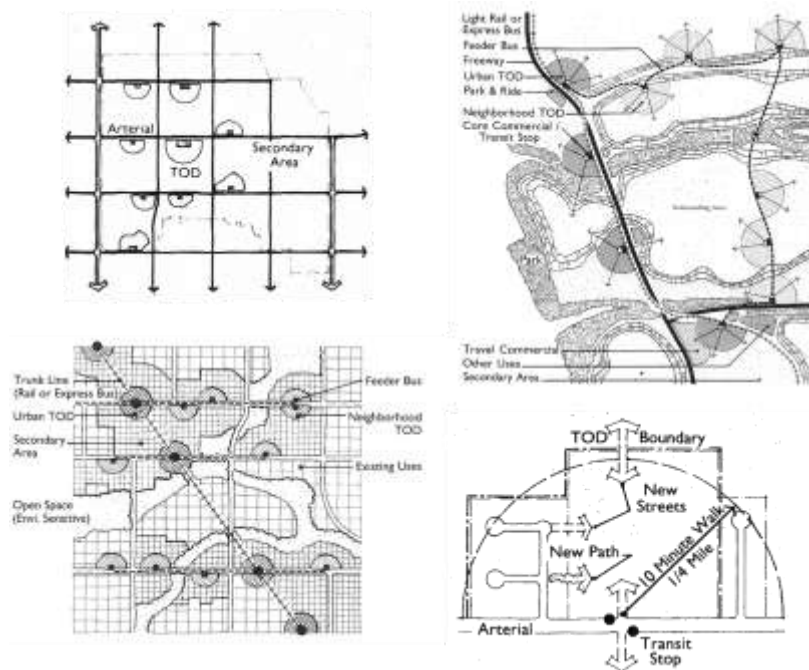 Arterial
TOD
Secondary
Area
Light Rail or
Express Bus
Feeder Bus
Freeway
Urban TOD
Park & Ride
Neighborhood TOD
Core Commercial /
Transit Stop
Park
Travel Commercial
Other Uses
Secondary Area
Trunk Line
(Rail or Express Bus)
Urban TOD
Secondary
Area
Open Space
(Envi. Sensitive)
Feeder Bus
Neighborhood
TOD
Existing Uses
TOD Boundary
New
Streets
New Path
10 Minute Walk
1/4 Mile
Arterial
Transit
Stop